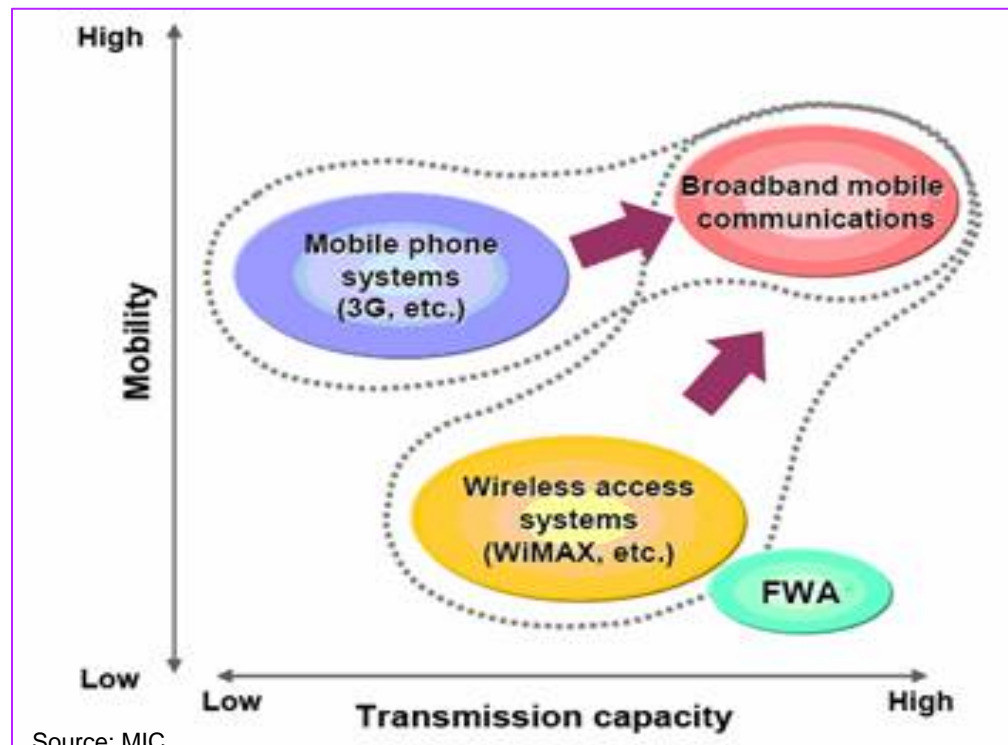 High
Mobility
Broadband mobile
communications
Mobile phone
systems
(3G, etc.)
Wireless access
systems
(WiMAX, etc.)
FWA
Low
Low
Transmission capacity
High
Source: MIC